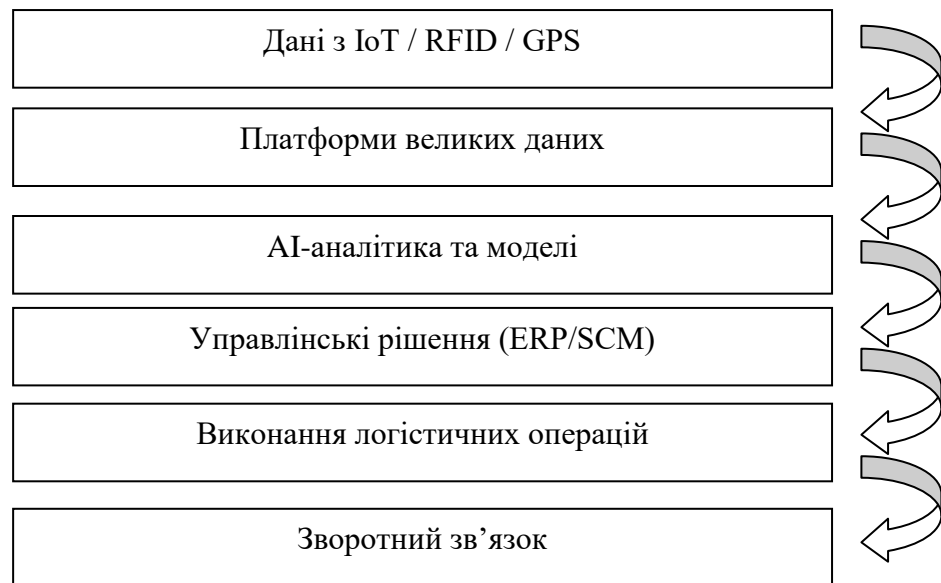 Дані з IoT / RFID / GPS
Платформи великих даних
AI-аналітика та моделі
Управлінські рішення (ERP/SCM)
Виконання логістичних операцій
Зворотний зв’язок